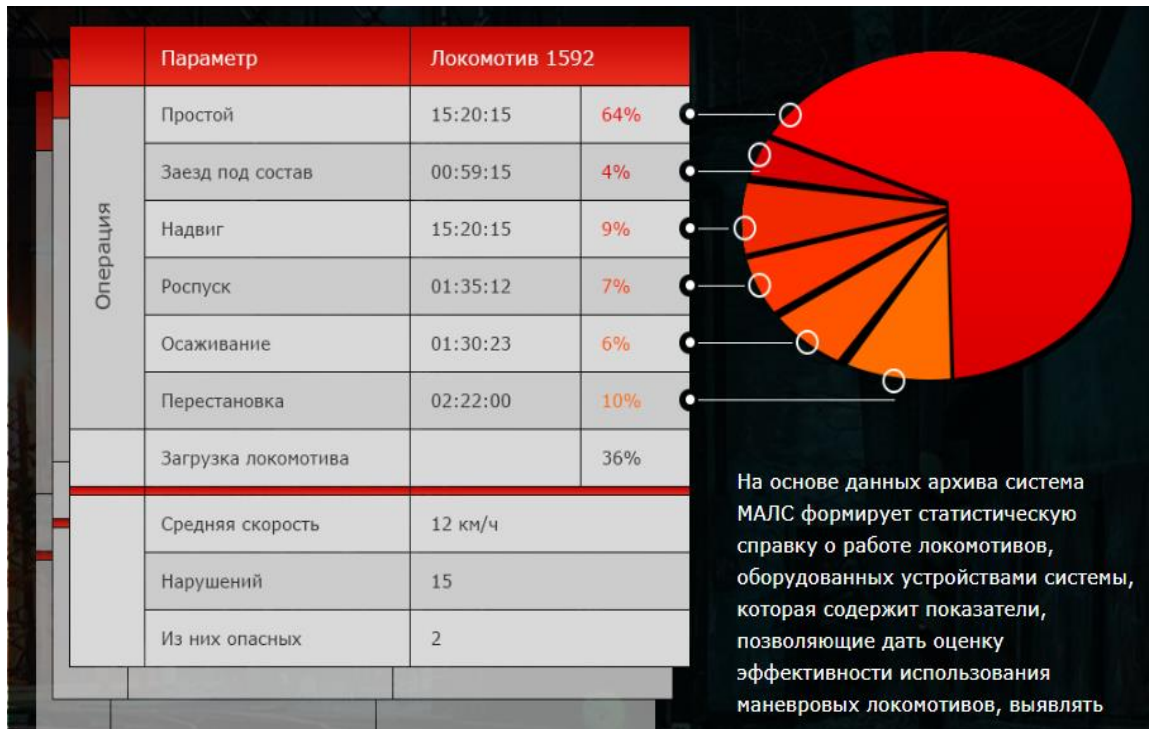 Параметр Локомотив 1592
Операция
Простой 15:20:15 64%
Заезд под состав 00:59:15 4%
Надвиг 15:20:15 9%
Роспуск 01:35:12 7%
Осаживание 01:30:23 6%
Перестановка 02:22:00 10%
Загрузка локомотива 36%
Средняя скорость 12 км/ч
Нарушений 15
Из них опасных 2
На основе данных архива система
МАЛС формирует статистическую
справку о работе локомотивов,
оборудованных устройствами системы,
которая содержит показатели,
позволяющие дать оценку
эффективности использования
маневровых локомотивов, выявлять